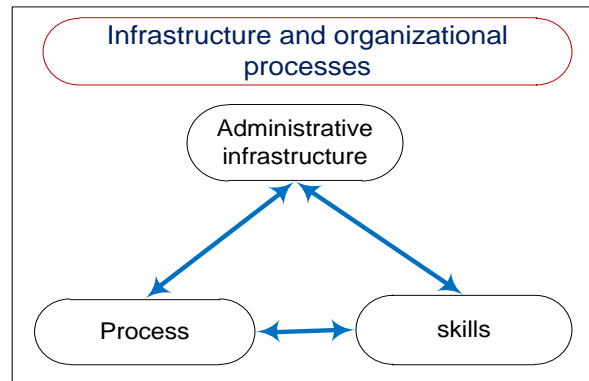 Infrastructure and organizational
processes
Administrative
infrastructure
Process
skills